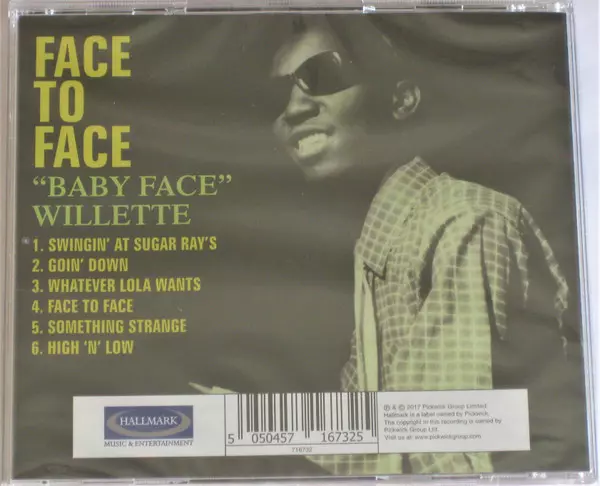 FACE
TO
FACE
“BABY FACE”
WILLETTE
1. SWINGIN’ AT SUGAR RAY’S
2. GOIN’ DOWN
3. WHATEVER LOLA WANTS
4. FACE TO FACE
5. SOMETHING STRANGE
6. HIGH ’N’ LOW
HALLMARK
MUSIC & ENTERTAINMENT
5 050457 167325
716732
℗ & © 2017 Pickwick Group Limited.
Hallmark is a label owned by Pickwick.
The copyright in this recording is owned by
Pickwick Group Ltd.
Visit us at: www.pickwickgroup.com